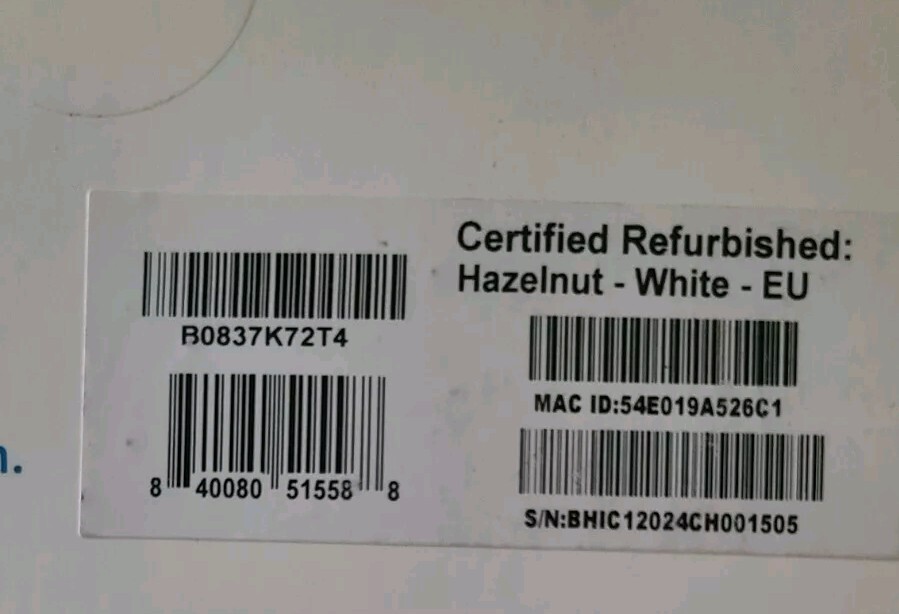 Certified Refurbished:
Hazelnut - White - EU
B0837K72T4
MAC ID:54E019A526C1
8 40080 51558 8
S/N:BHIC12024CH001505